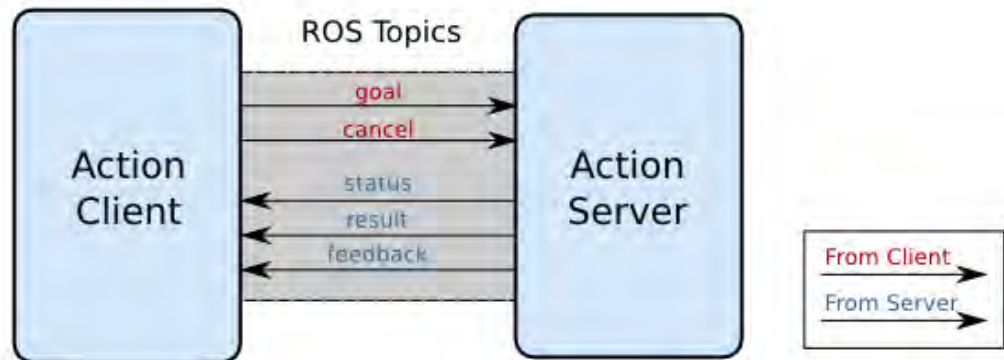 ROS Topics
goal
cancel
Action
Client
status
result
feedback
Action
Server
From Client
From Server